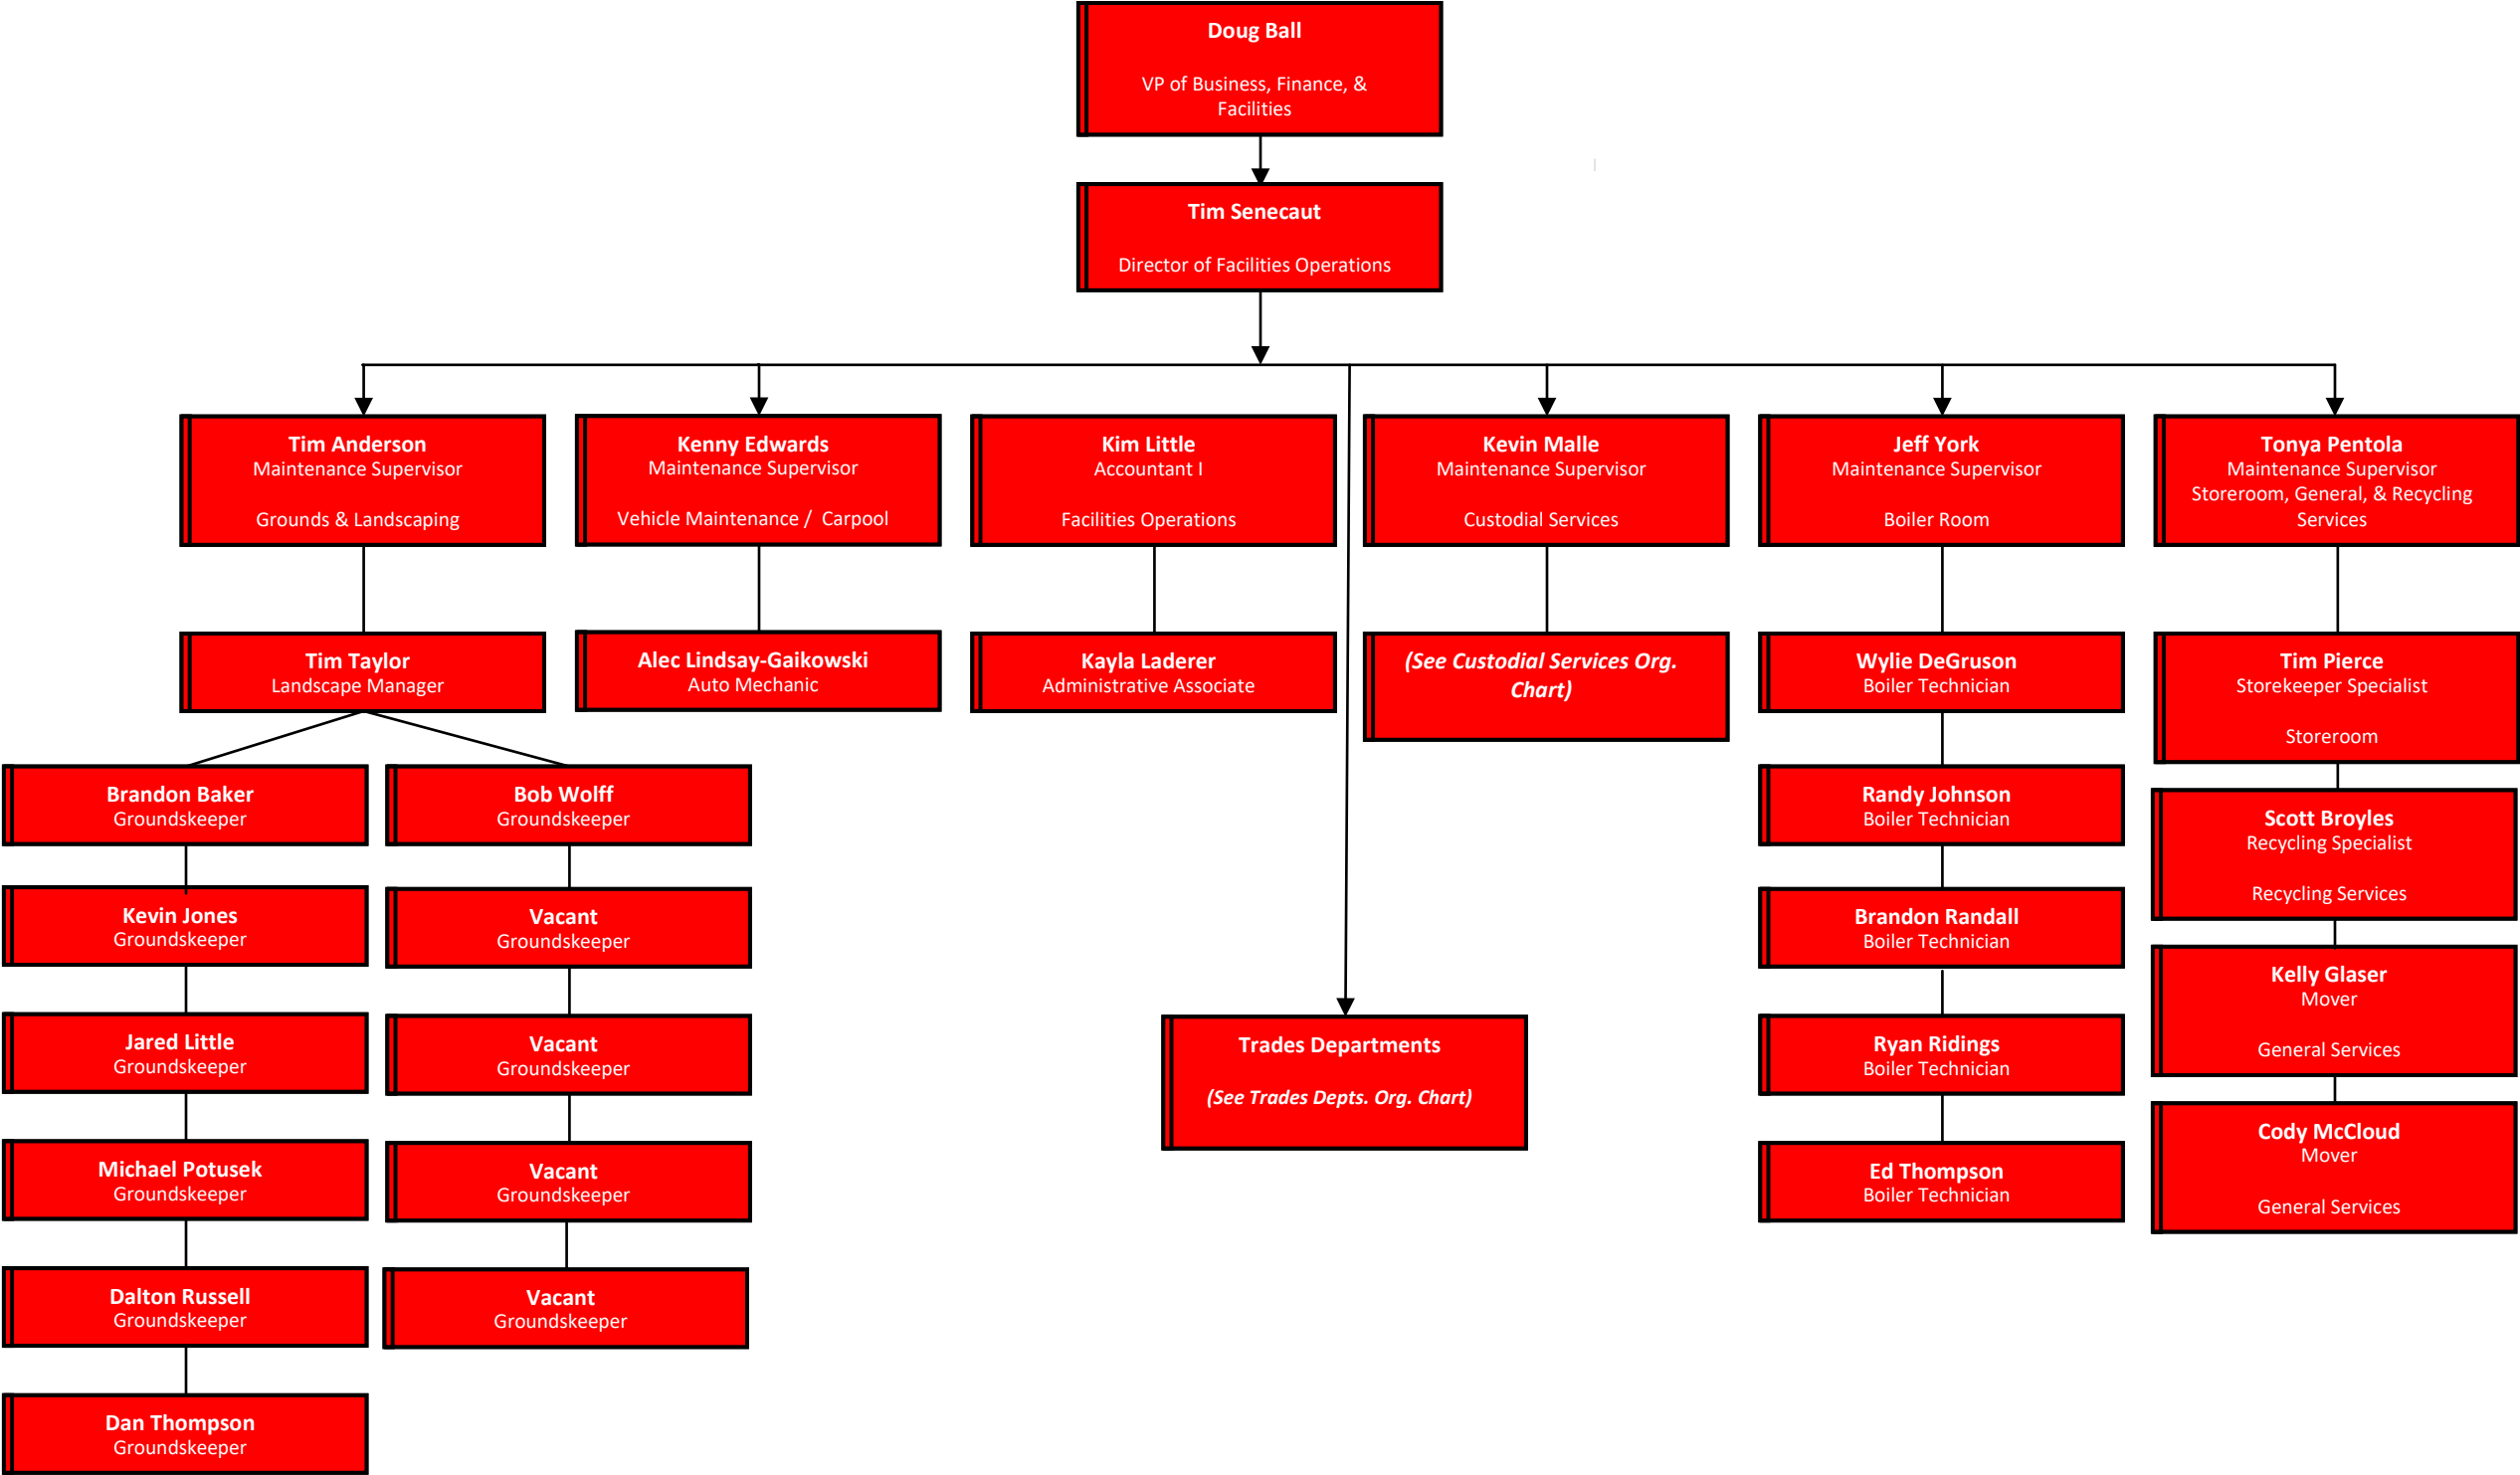 Doug Ball
VP of Business, Finance, &
Facilities
Tim Senecaut
Director of Facilities Operations
Tim Anderson
Maintenance Supervisor
Grounds & Landscaping
Kenny Edwards
Maintenance Supervisor
Vehicle Maintenance / Carpool
Kim Little
Accountant I
Facilities Operations
Kevin Malle
Maintenance Supervisor
Custodial Services
Jeff York
Maintenance Supervisor
Boiler Room
Tonya Pentola
Maintenance Supervisor
Storeroom, General, & Recycling
Services
Tim Taylor
Landscape Manager
Alec Lindsay-Gaikowski
Auto Mechanic
Kayla Laderer
Administrative Associate
(See Custodial Services Org.
Chart)
Wylie DeGruson
Boiler Technician
Tim Pierce
Storekeeper Specialist
Storeroom
Brandon Baker
Groundskeeper
Bob Wolff
Groundskeeper
Randy Johnson
Boiler Technician
Scott Broyles
Recycling Specialist
Recycling Services
Kevin Jones
Groundskeeper
Vacant
Groundskeeper
Brandon Randall
Boiler Technician
Kelly Glaser
Mover
General Services
Jared Little
Groundskeeper
Vacant
Groundskeeper
Trades Departments
(See Trades Depts. Org. Chart)
Ryan Ridings
Boiler Technician
Cody McCloud
Mover
General Services
Michael Potusek
Groundskeeper
Vacant
Groundskeeper
Ed Thompson
Boiler Technician
Dalton Russell
Groundskeeper
Vacant
Groundskeeper
Dan Thompson
Groundskeeper